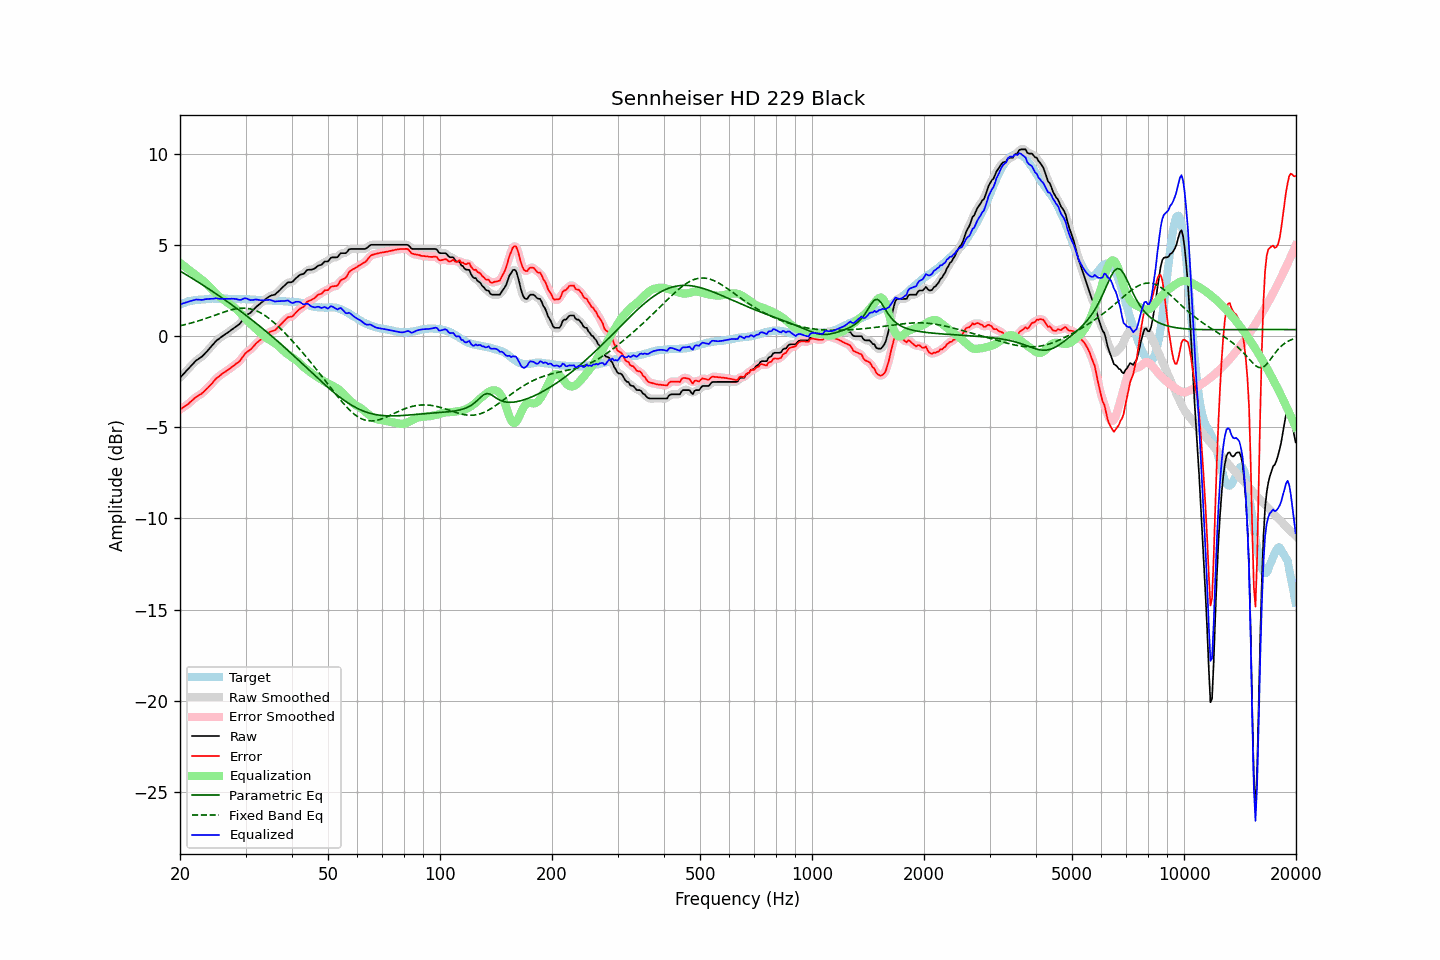 Sennheiser HD 229 Black
Amplitude (dBr)
10
5
0
−5
−10
−15
−20
−25
Target
Raw Smoothed
Error Smoothed
Raw
Error
Equalization
Parametric Eq
Fixed Band Eq
Equalized
20 50 100 200 500 1000 2000 5000 10000 20000
Frequency (Hz)